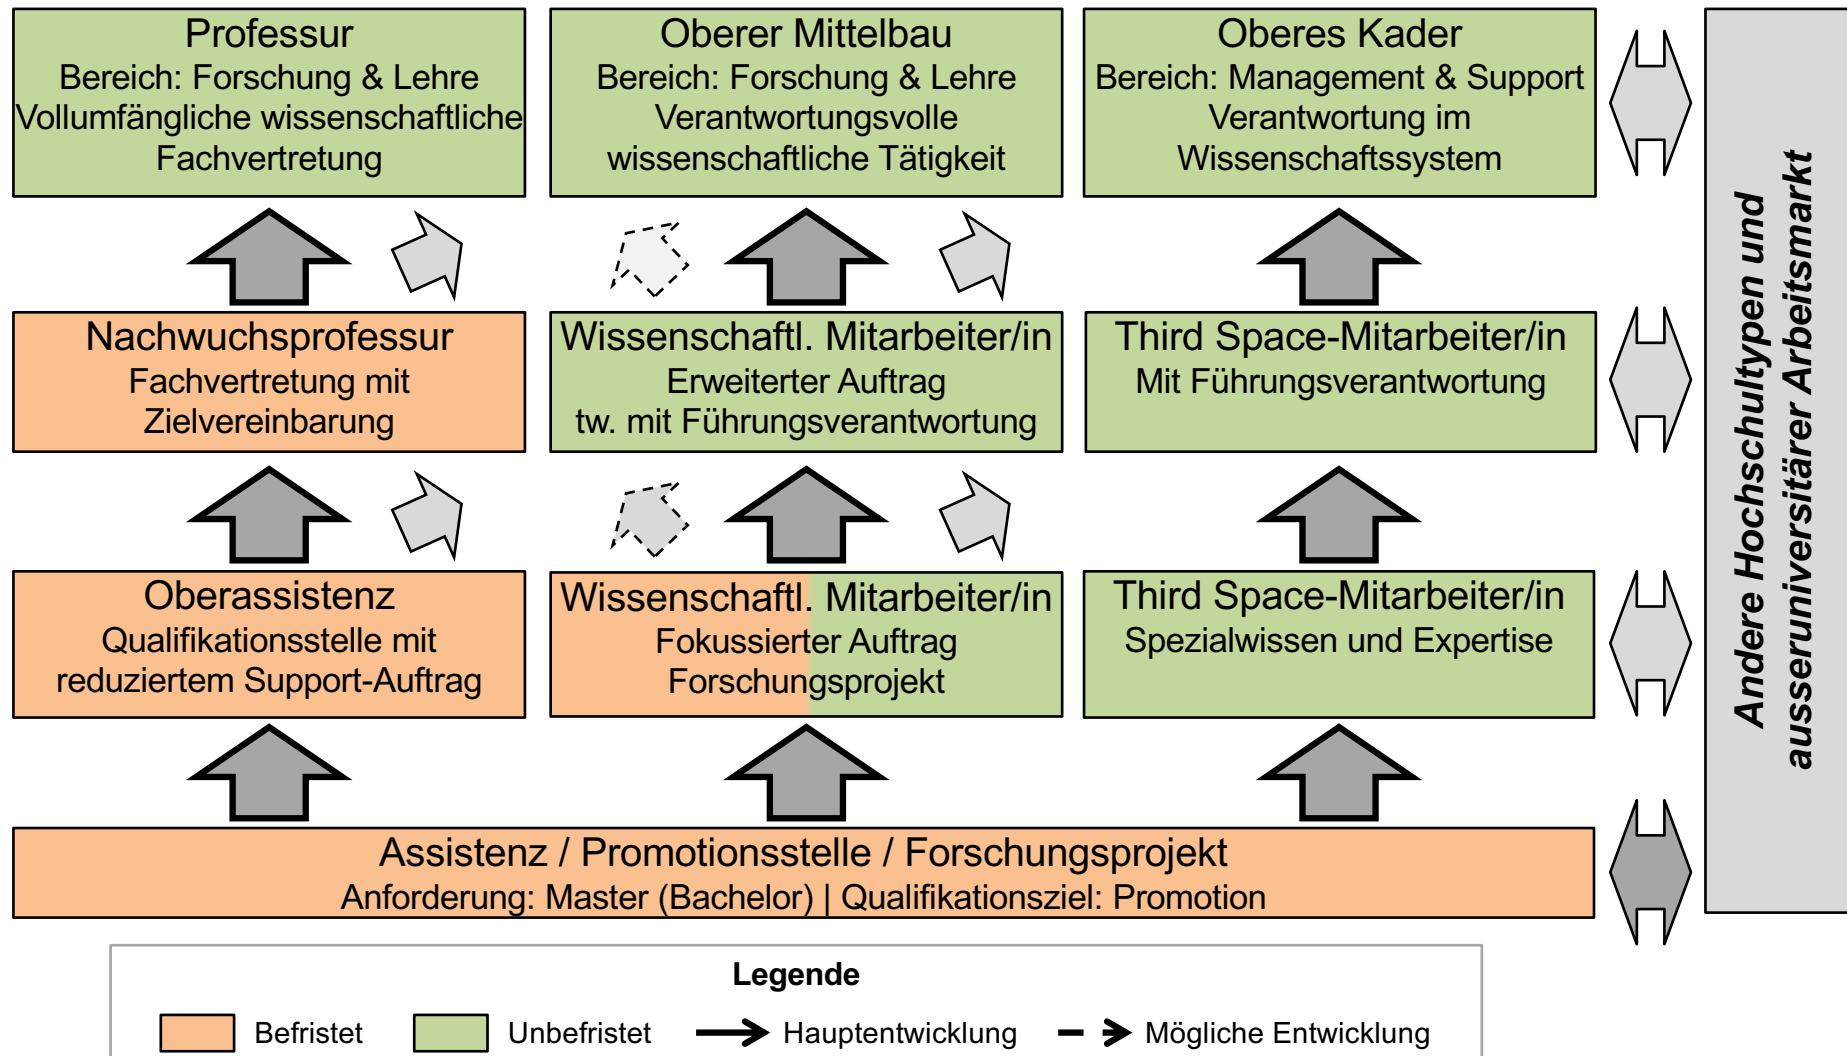 Professur
Bereich: Forschung & Lehre
Vollumfängliche wissenschaftliche
Fachvertretung
Oberer Mittelbau
Bereich: Forschung & Lehre
Verantwortungsvolle
wissenschaftliche Tätigkeit
Oberes Kader
Bereich: Management & Support
Verantwortung im
Wissenschaftssystem
Nachwuchsprofessur
Fachvertretung mit
Zielvereinbarung
Wissenschaftl. Mitarbeiter/in
Erweiterter Auftrag
tw. mit Führungsverantwortung
Third Space-Mitarbeiter/in
Mit Führungsverantwortung
Oberassistenz
Qualifikationsstelle mit
reduziertem Support-Auftrag
Wissenschaftl. Mitarbeiter/in
Fokussierter Auftrag
Forschungsprojekt
Third Space-Mitarbeiter/in
Spezialwissen und Expertise
Assistenz / Promotionsstelle / Forschungsprojekt
Anforderung: Master (Bachelor) | Qualifikationsziel: Promotion
Andere Hochschultypen und
ausseruniversitärer Arbeitsmarkt
Legende
Befristet
Unbefristet
Hauptentwicklung
Mögliche Entwicklung